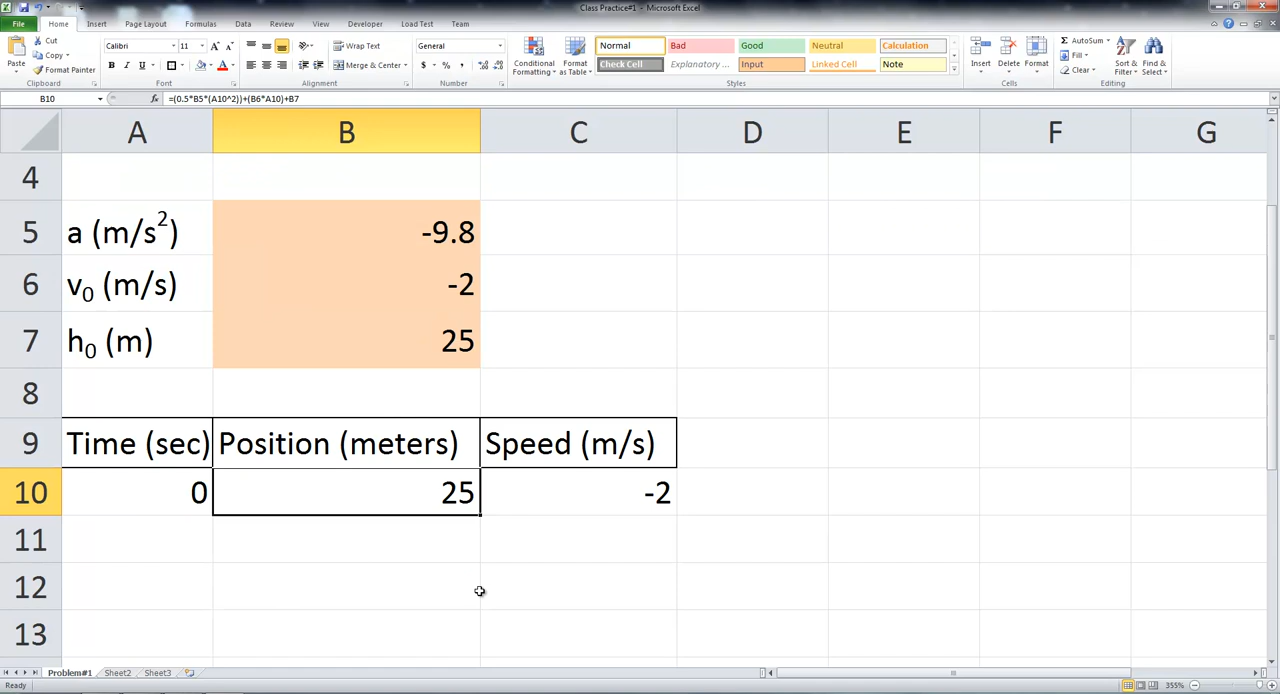 Class Practice#1 - Microsoft Excel
File Home Insert Page Layout Formulas Data Review View Developer Load Test Team
Paste
Cut
Copy
Format Painter
Clipboard
Calibri 11
B I U
Font
Wrap Text
Merge & Center
Alignment
General
$ % ,
Number
Conditional Formatting
Format as Table
Normal Bad Good Neutral Calculation
Check Cell Explanatory ... Input Linked Cell Note
Styles
Insert Delete Format
Cells
Σ AutoSum
Fill
Clear
Sort & Filter
Find & Select
Editing
B10 fx =(0.5*B5*(A10^2))+(B6*A10)+B7
A B C D E F G
4
5 a (m/s²) -9.8
6 v₀ (m/s) -2
7 h₀ (m) 25
8
9 Time (sec) Position (meters) Speed (m/s)
10 0 25 -2
11
12
13
Problem#1 Sheet2 Sheet3
Ready 355%